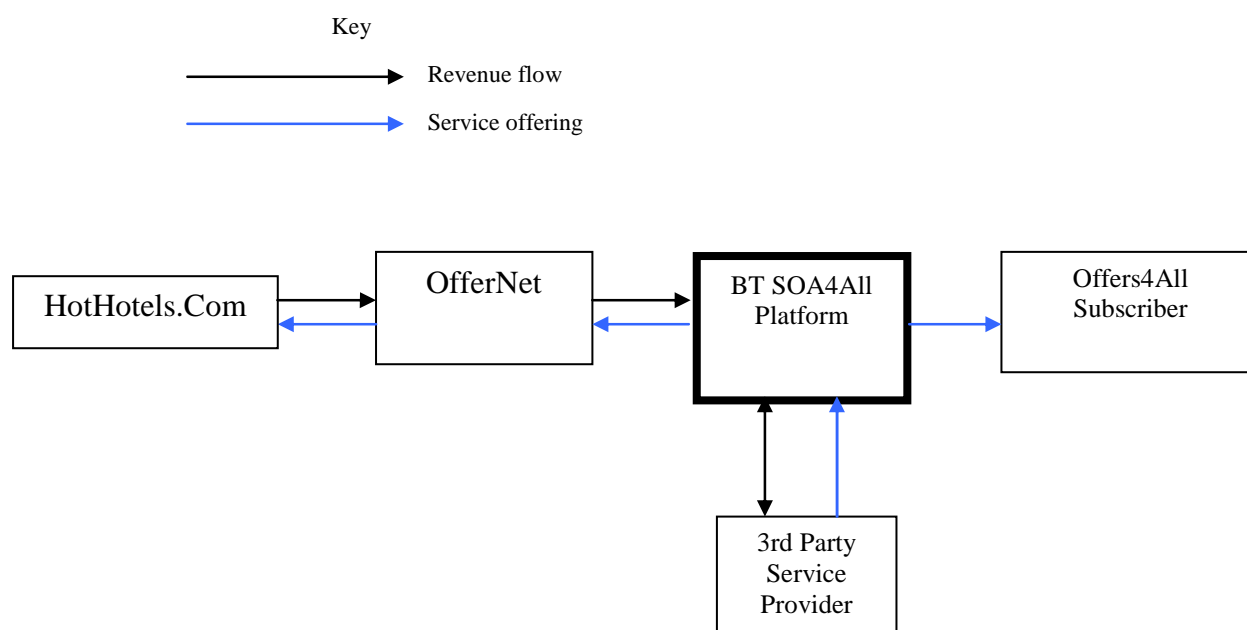 Key
Revenue flow
Service offering
HotHotels.Com
OfferNet
BT SOA4All
Platform
Offers4All
Subscriber
3rd Party
Service
Provider